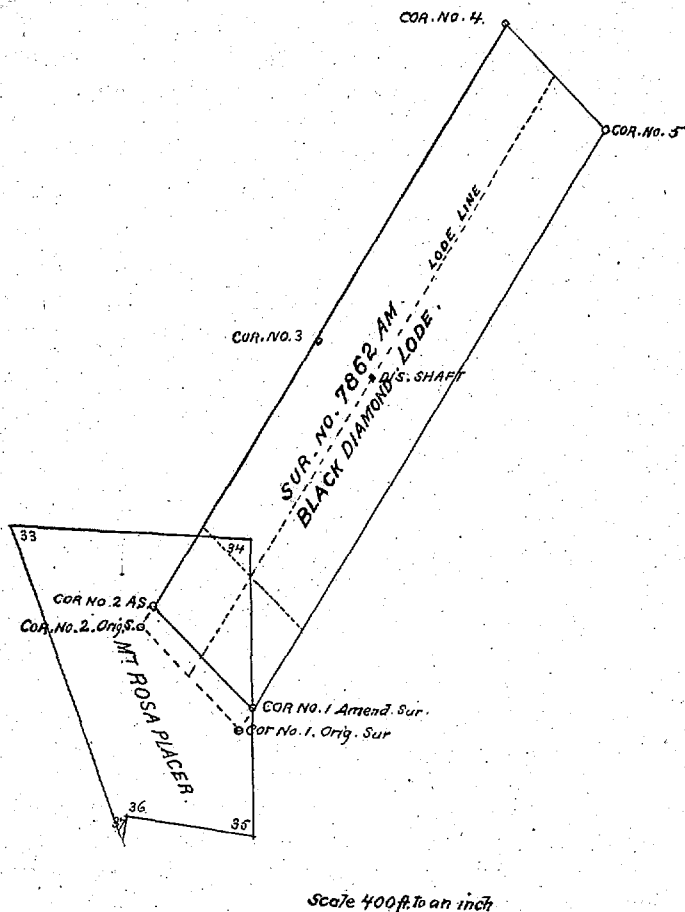 COR. NO. 4.
COR. NO. 5
LODE LINE
COR. NO. 3
DIS. SHAFT
SUR. NO. 7862 AM.
BLACK DIAMOND LODE.
33
34
COR NO. 2 A.S.
COR. NO. 2. Orig. S.
MT ROSA PLACER.
COR NO. 1 Amend. Sur.
Cor No. 1. Orig. Sur
36
37
35
Scale 400 ft. to an inch